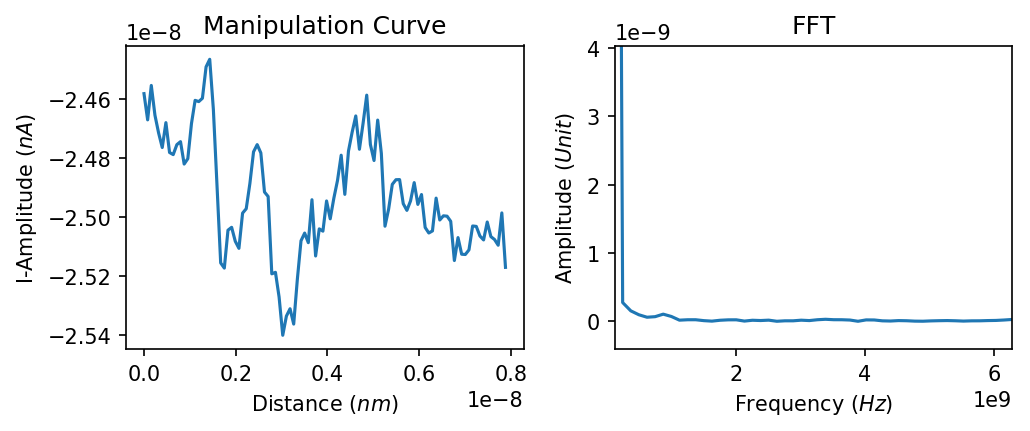 Manipulation Curve
1e−8
−2.46
−2.48
−2.50
−2.52
−2.54
I-Amplitude (nA)
0.0 0.2 0.4 0.6 0.8
Distance (nm)
1e−8
FFT
1e−9
4
3
2
1
0
Amplitude (Unit)
2 4 6
Frequency (Hz)
1e9